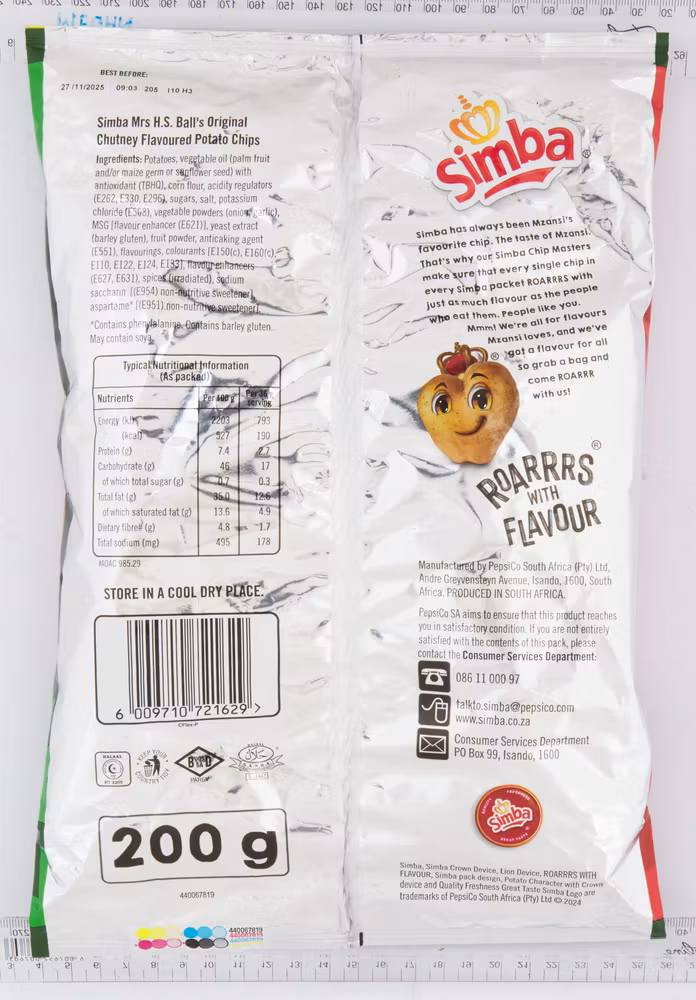 BEST BEFORE:
27/11/2025 09:03 205 I10 H3
Simba Mrs H.S. Ball's Original
Chutney Flavoured Potato Chips
Ingredients: Potatoes, vegetable oil (palm fruit
and/or maize germ or sunflower seed) with
antioxidant (TBHQ), corn flour, acidity regulators
(E262, E330, E296), sugars, salt, potassium
chloride (E508), vegetable powders (onion, garlic),
MSG [flavour enhancer (E621)], yeast extract
(barley gluten), fruit powder, anticaking agent
(E551), flavourings, colourants [E150(c), E160(c),
E110, E122, E124, E133], flavour enhancers
(E627, E631), spices (irradiated), sodium
saccharin [(E954) non-nutritive sweetener],
aspartame* [(E951) non-nutritive sweetener].
*Contains phenylalanine. Contains barley gluten.
May contain soya.
Typical Nutritional Information
(As packed)
Nutrients Per 100 g Per 36 g serving
Energy (kJ) 2203 793
(kcal) 527 190
Protein (g) 7.4 2.7
Carbohydrate (g) 46 17
of which total sugar (g) 0.7 0.3
Total fat (g) 35.0 12.6
of which saturated fat (g) 13.6 4.9
Dietary fibre# (g) 4.8 1.7
Total sodium (mg) 495 178
#AOAC 985.29
STORE IN A COOL DRY PLACE.
6 009710 721629 >
CFlex-P
HALAAL
KEEP YOUR COUNTRY TIDY
PAREV
200 g
440067819
440067819
440067819
440067819
Simba®
Simba has always been Mzansi's
favourite chip. The taste of Mzansi.
That's why our Simba Chip Masters
make sure that every single chip in
every Simba packet ROARRRS with
just as much flavour as the people
who eat them. People like you.
Mmm! We're all for flavours
Mzansi loves, and we've
got a flavour for all
so grab a bag and
come ROARRR
with us!
®
ROARRRS®
WITH
FLAVOUR
Manufactured by PepsiCo South Africa (Pty) Ltd,
Andre Greyvensteyn Avenue, Isando, 1600, South
Africa. PRODUCED IN SOUTH AFRICA.
PepsiCo SA aims to ensure that this product reaches
you in satisfactory condition. If you are not entirely
satisfied with the contents of this pack, please
contact the Consumer Services Department:
086 11 000 97
talkto.simba@pepsico.com
www.simba.co.za
Consumer Services Department
PO Box 99, Isando, 1600
Simba
Simba, Simba Crown Device, Lion Device, ROARRRS WITH
FLAVOUR, Simba pack design, Potato Character with Crown
device and Quality Freshness Great Taste Simba Logo are
trademarks of PepsiCo South Africa (Pty) Ltd © 2024